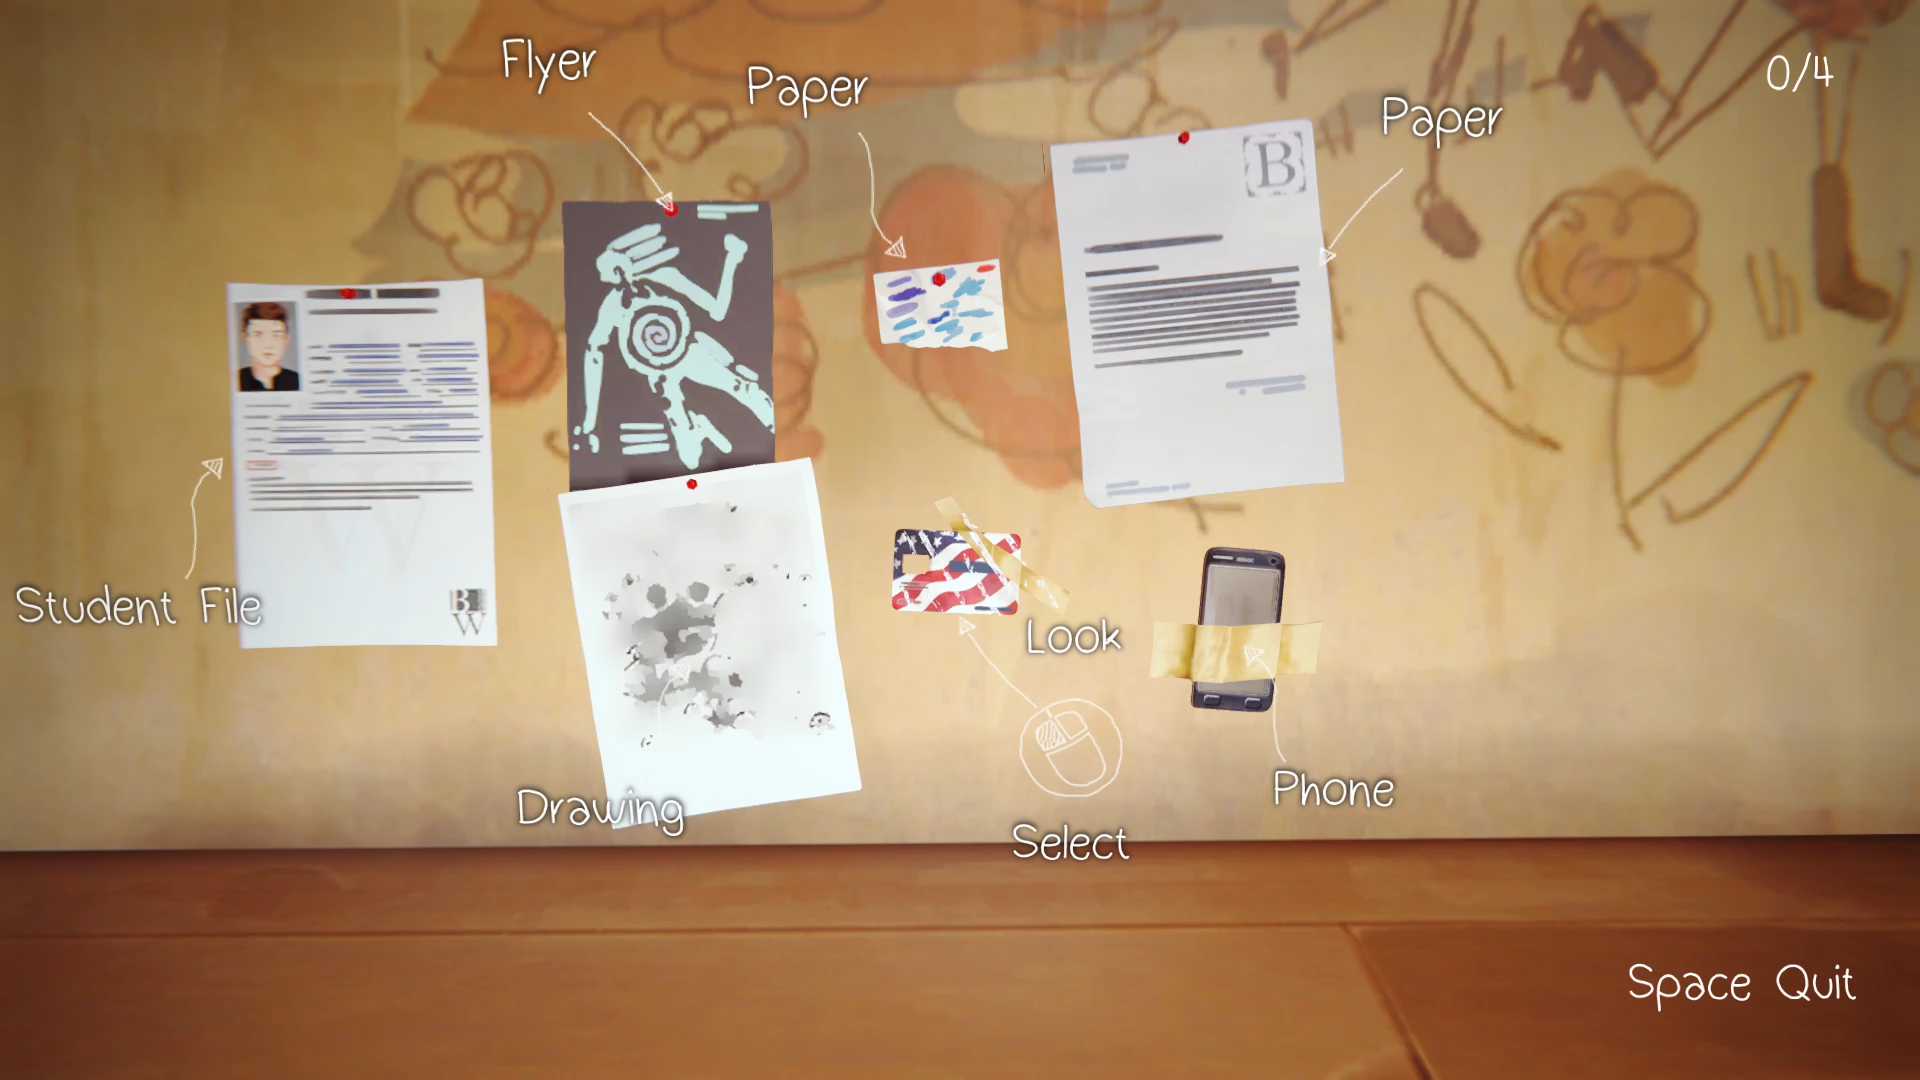 Flyer
Paper
0/4
Paper
B
Student File
B
W
Look
Drawing
Phone
Select
Space Quit